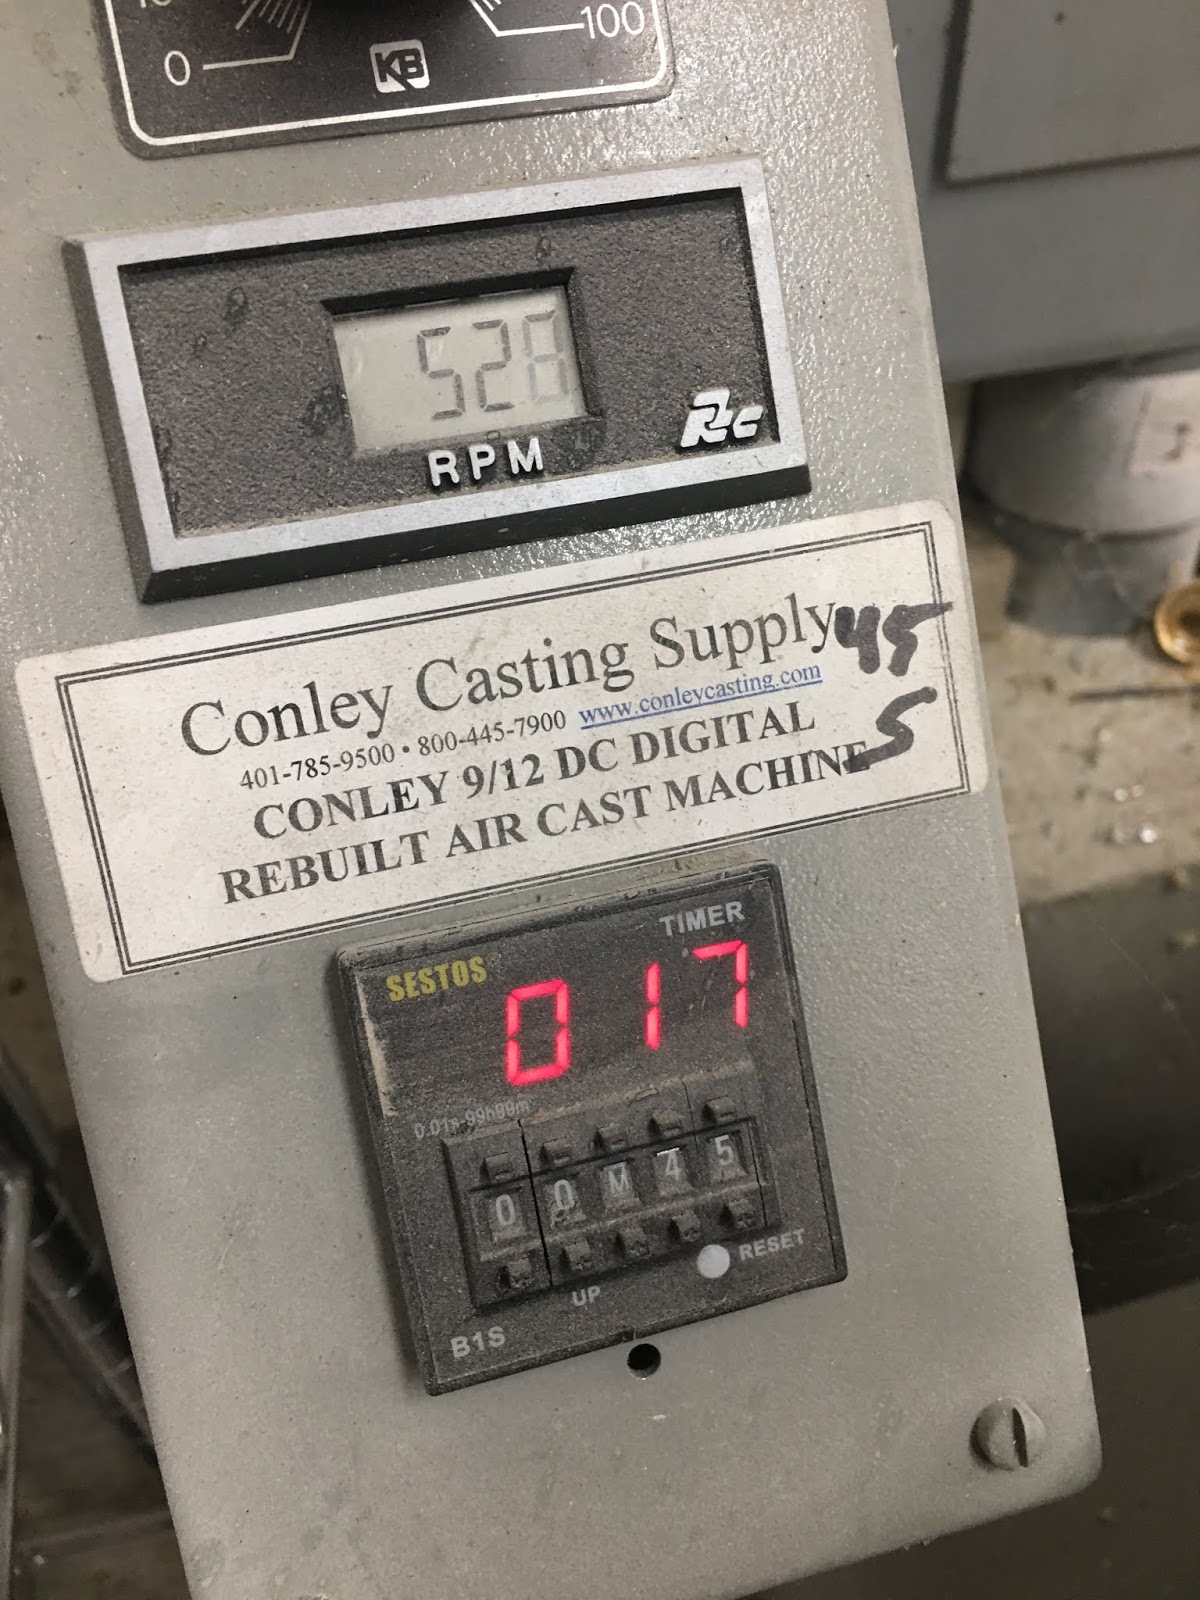 0
100
KB
528
RPM
Rc
Conley Casting Supply
45
401-785-9500 • 800-445-7900 www.conleycasting.com
CONLEY 9/12 DC DIGITAL
S
REBUILT AIR CAST MACHINE
TIMER
SESTOS
017
0.01s-99h99m
0 0 M 4 5
RESET
UP
B1S